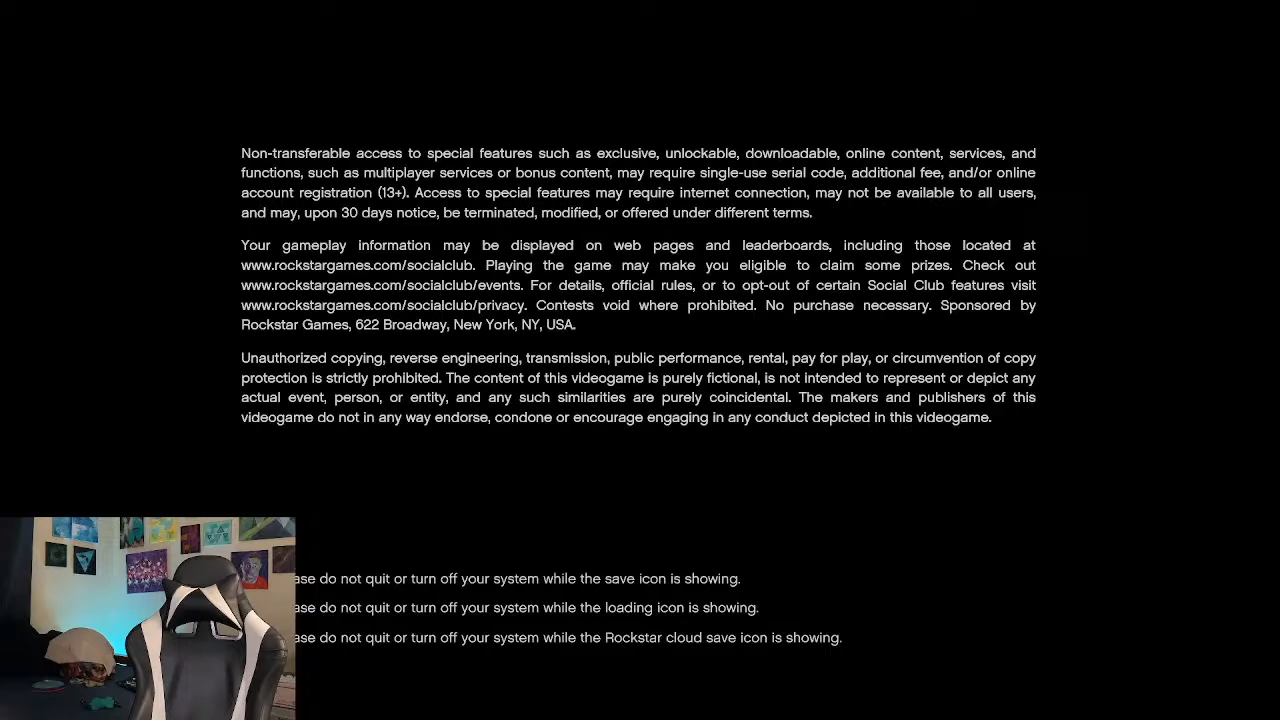 Non-transferable access to special features such as exclusive, unlockable, downloadable, online content, services, and
functions, such as multiplayer services or bonus content, may require single-use serial code, additional fee, and/or online
account registration (13+). Access to special features may require internet connection, may not be available to all users,
and may, upon 30 days notice, be terminated, modified, or offered under different terms.
Your gameplay information may be displayed on web pages and leaderboards, including those located at
www.rockstargames.com/socialclub. Playing the game may make you eligible to claim some prizes. Check out
www.rockstargames.com/socialclub/events. For details, official rules, or to opt-out of certain Social Club features visit
www.rockstargames.com/socialclub/privacy. Contests void where prohibited. No purchase necessary. Sponsored by
Rockstar Games, 622 Broadway, New York, NY, USA.
Unauthorized copying, reverse engineering, transmission, public performance, rental, pay for play, or circumvention of copy
protection is strictly prohibited. The content of this videogame is purely fictional, is not intended to represent or depict any
actual event, person, or entity, and any such similarities are purely coincidental. The makers and publishers of this
videogame do not in any way endorse, condone or encourage engaging in any conduct depicted in this videogame.
ase do not quit or turn off your system while the save icon is showing.
ase do not quit or turn off your system while the loading icon is showing.
ase do not quit or turn off your system while the Rockstar cloud save icon is showing.